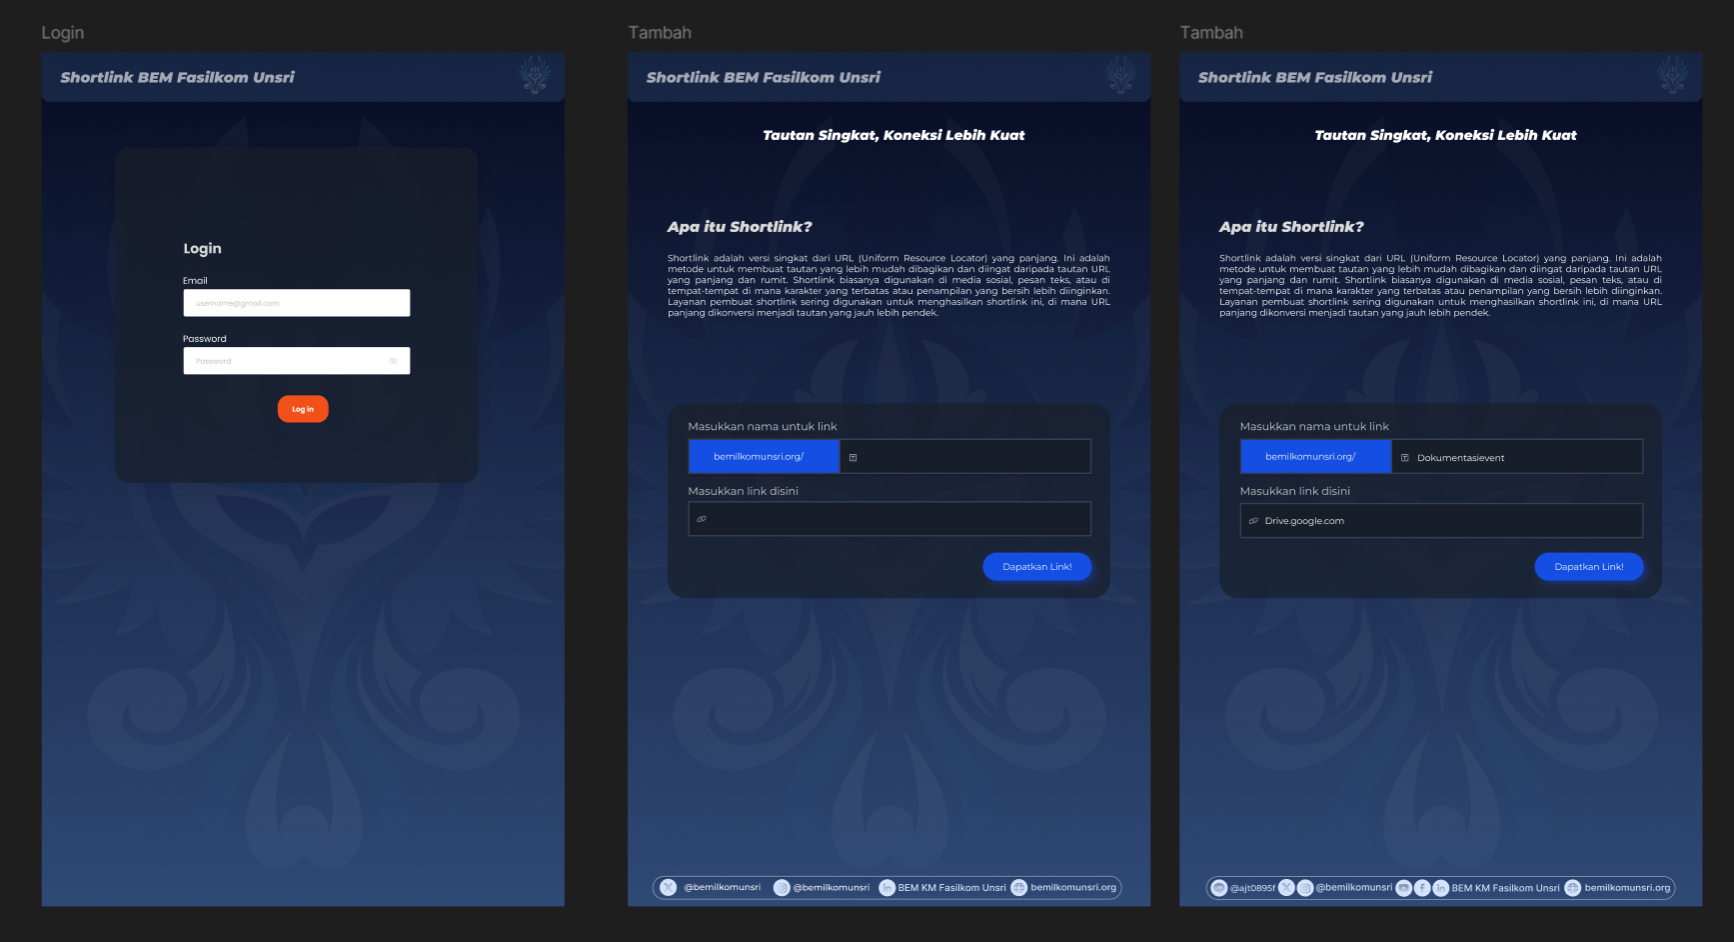 Login
Shortlink BEM Fasilkom Unsri
Login
Email
username@gmail.com
Password
Password
Log in
Tambah
Shortlink BEM Fasilkom Unsri
Tautan Singkat, Koneksi Lebih Kuat
Apa itu Shortlink?
Shortlink adalah versi singkat dari URL (Uniform Resource Locator) yang panjang. Ini adalah
metode untuk membuat tautan yang lebih mudah dibagikan dan diingat daripada tautan URL
yang panjang dan rumit. Shortlink biasanya digunakan di media sosial, pesan teks, atau di
tempat-tempat di mana karakter yang terbatas atau penampilan yang bersih lebih diinginkan.
Layanan pembuat shortlink sering digunakan untuk menghasilkan shortlink ini, di mana URL
panjang dikonversi menjadi tautan yang jauh lebih pendek.
Masukkan nama untuk link
bemilkomunsri.org/
Masukkan link disini
Dapatkan Link!
@bemilkomunsri @bemilkomunsri BEM KM Fasilkom Unsri bemilkomunsri.org
Tambah
Shortlink BEM Fasilkom Unsri
Tautan Singkat, Koneksi Lebih Kuat
Apa itu Shortlink?
Shortlink adalah versi singkat dari URL (Uniform Resource Locator) yang panjang. Ini adalah
metode untuk membuat tautan yang lebih mudah dibagikan dan diingat daripada tautan URL
yang panjang dan rumit. Shortlink biasanya digunakan di media sosial, pesan teks, atau di
tempat-tempat di mana karakter yang terbatas atau penampilan yang bersih lebih diinginkan.
Layanan pembuat shortlink sering digunakan untuk menghasilkan shortlink ini, di mana URL
panjang dikonversi menjadi tautan yang jauh lebih pendek.
Masukkan nama untuk link
bemilkomunsri.org/ Dokumentasievent
Masukkan link disini
Drive.google.com
Dapatkan Link!
@ajt0895f @bemilkomunsri BEM KM Fasilkom Unsri bemilkomunsri.org